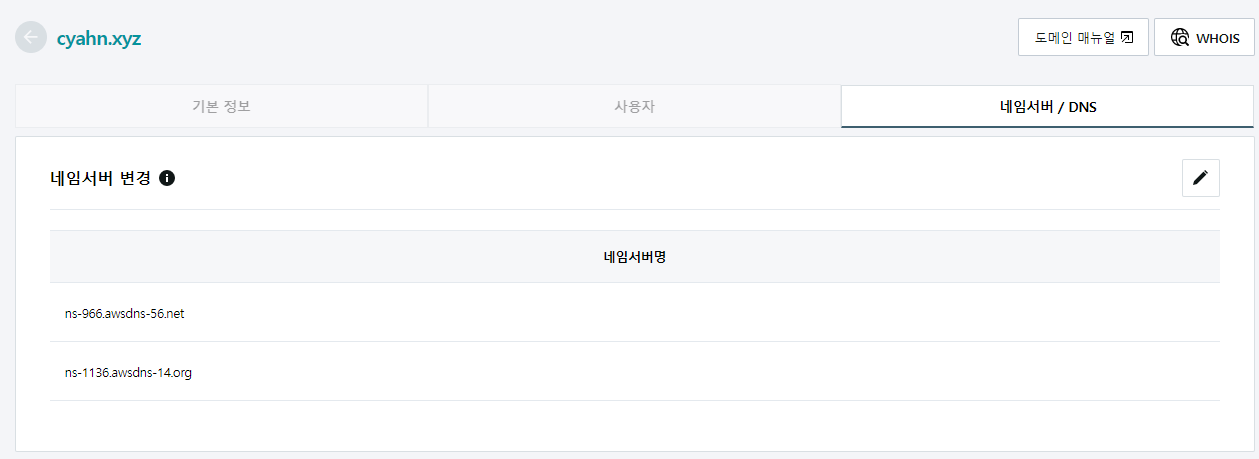 cyahn.xyz
도메인 매뉴얼
WHOIS
기본 정보
사용자
네임서버 / DNS
네임서버 변경
네임서버명
ns-966.awsdns-56.net
ns-1136.awsdns-14.org